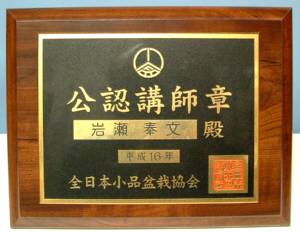 公認講師章
岩瀬奉文 殿
平成16年
全日本小品盆栽協会